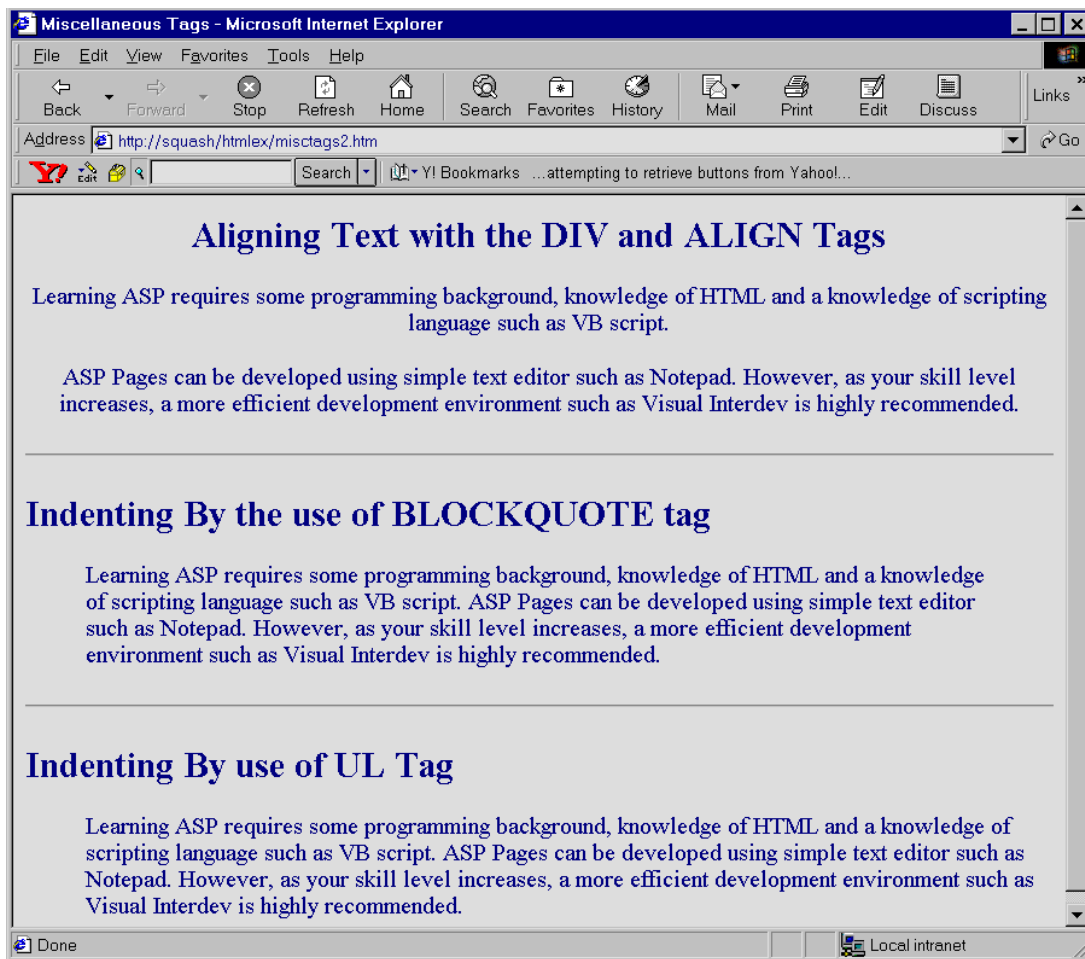 Miscellaneous Tags - Microsoft Internet Explorer
File Edit View Favorites Tools Help
Back Forward Stop Refresh Home Search Favorites History Mail Print Edit Discuss Links »
Address http://squash/htmlex/misctags2.htm Go
Y! Edit Search Y! Bookmarks ...attempting to retrieve buttons from Yahoo!...
Aligning Text with the DIV and ALIGN Tags
Learning ASP requires some programming background, knowledge of HTML and a knowledge of scripting
language such as VB script.
ASP Pages can be developed using simple text editor such as Notepad. However, as your skill level
increases, a more efficient development environment such as Visual Interdev is highly recommended.
Indenting By the use of BLOCKQUOTE tag
Learning ASP requires some programming background, knowledge of HTML and a knowledge
of scripting language such as VB script. ASP Pages can be developed using simple text editor
such as Notepad. However, as your skill level increases, a more efficient development
environment such as Visual Interdev is highly recommended.
Indenting By use of UL Tag
Learning ASP requires some programming background, knowledge of HTML and a knowledge of
scripting language such as VB script. ASP Pages can be developed using simple text editor such as
Notepad. However, as your skill level increases, a more efficient development environment such as
Visual Interdev is highly recommended.
Done Local intranet